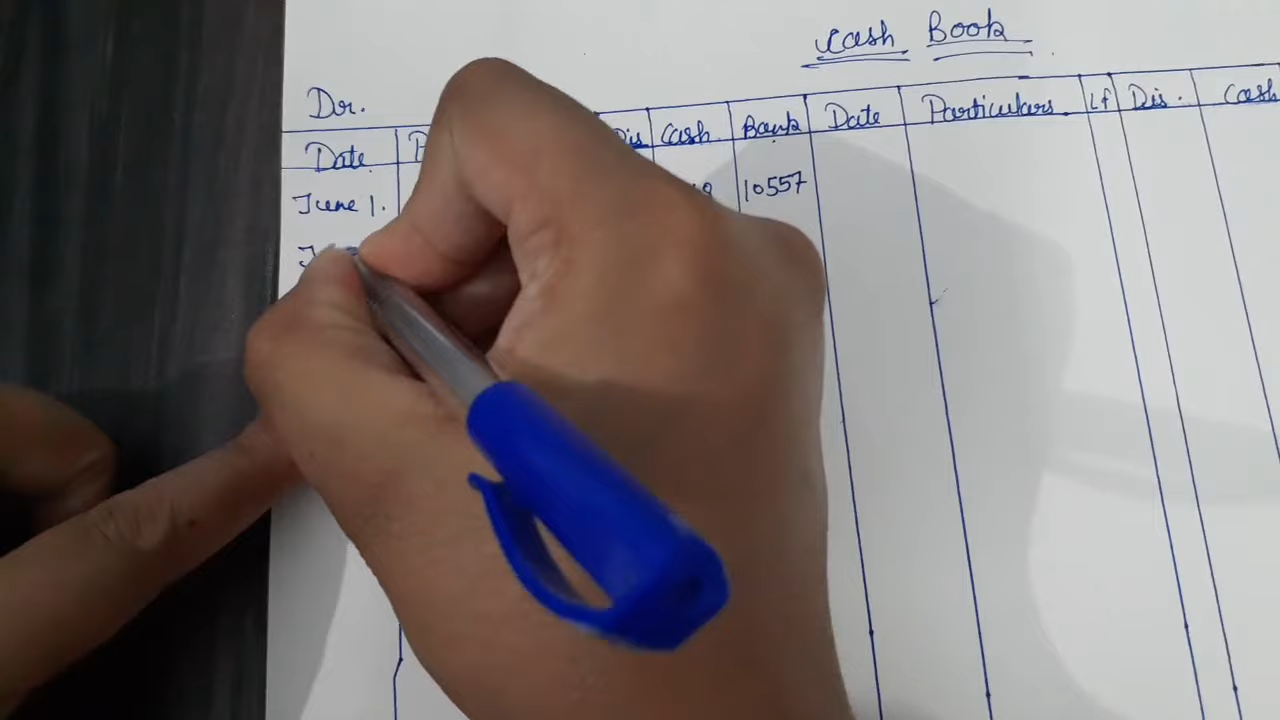 Cash Book
Dr.
Date Dis Cash Bank Date Particulars Lf Dis. Cash
June 1. 10557